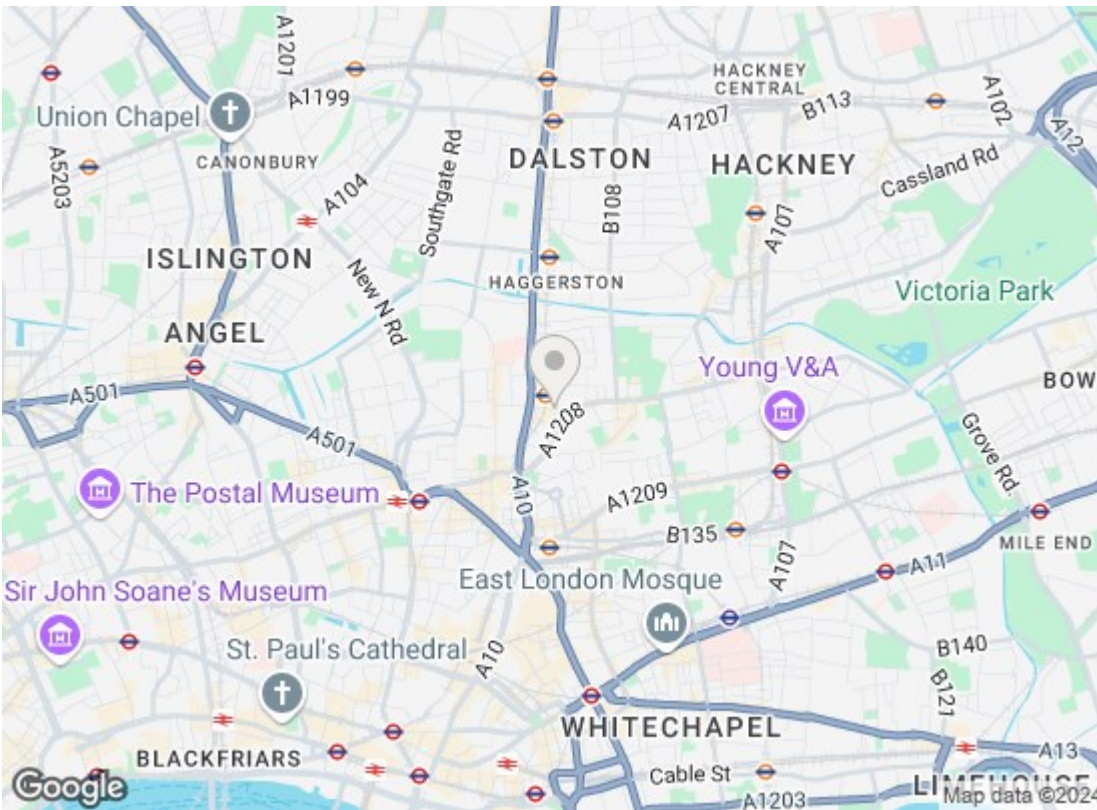 A1201
HACKNEY
CENTRAL
A102
Union Chapel
A1199
B113
A12
A1207
CANONBURY
DALSTON
HACKNEY
Cassland Rd
A5203
A104
Southgate Rd
B108
A107
ISLINGTON
New N Rd
HAGGERSTON
Victoria Park
ANGEL
Young V&A
BOW
A501
A1208
A501
Grove Rd.
The Postal Museum
A10
A1209
B135
MILE END
A107
A11
Sir John Soane's Museum
East London Mosque
St. Paul's Cathedral
A10
B140
B121
WHITECHAPEL
BLACKFRIARS
A13
Cable St
LIMEHOUSE
Google
A1203
Map data ©2024